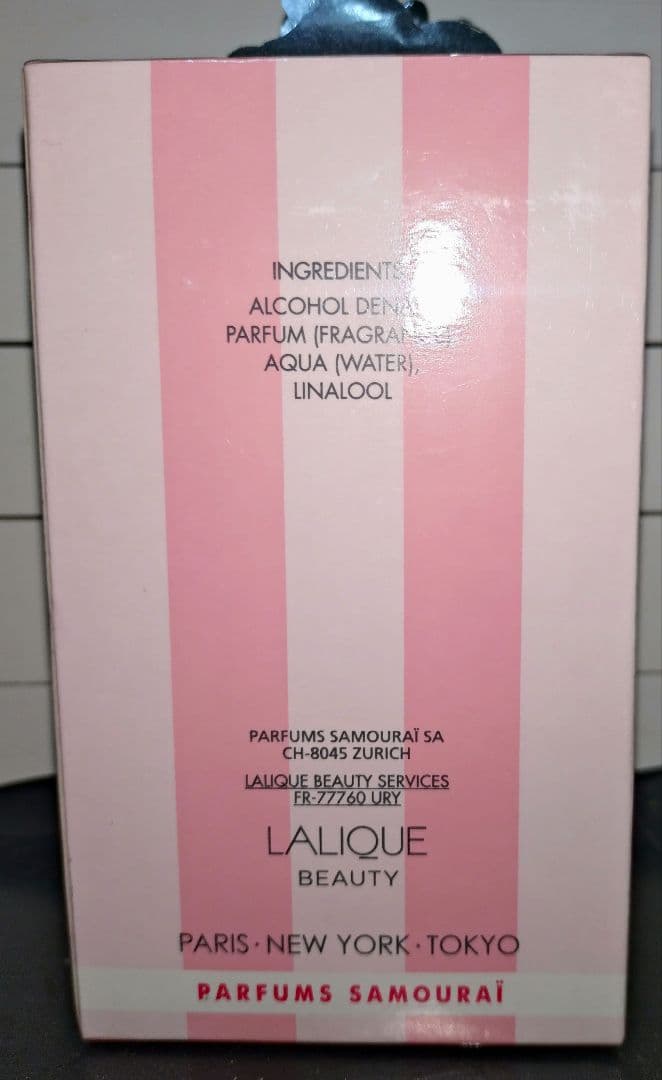 INGREDIENTS
ALCOHOL
PARFUM
AQUA (WATER),
LINALOOL
PARFUMS SAMOURAÏ SA
CH-8045 ZURICH
LALIQUE BEAUTY SERVICES
FR-77760 URY
LALIQUE
BEAUTY
PARIS · NEW YORK · TOKYO
PARFUMS SAMOURAÏ